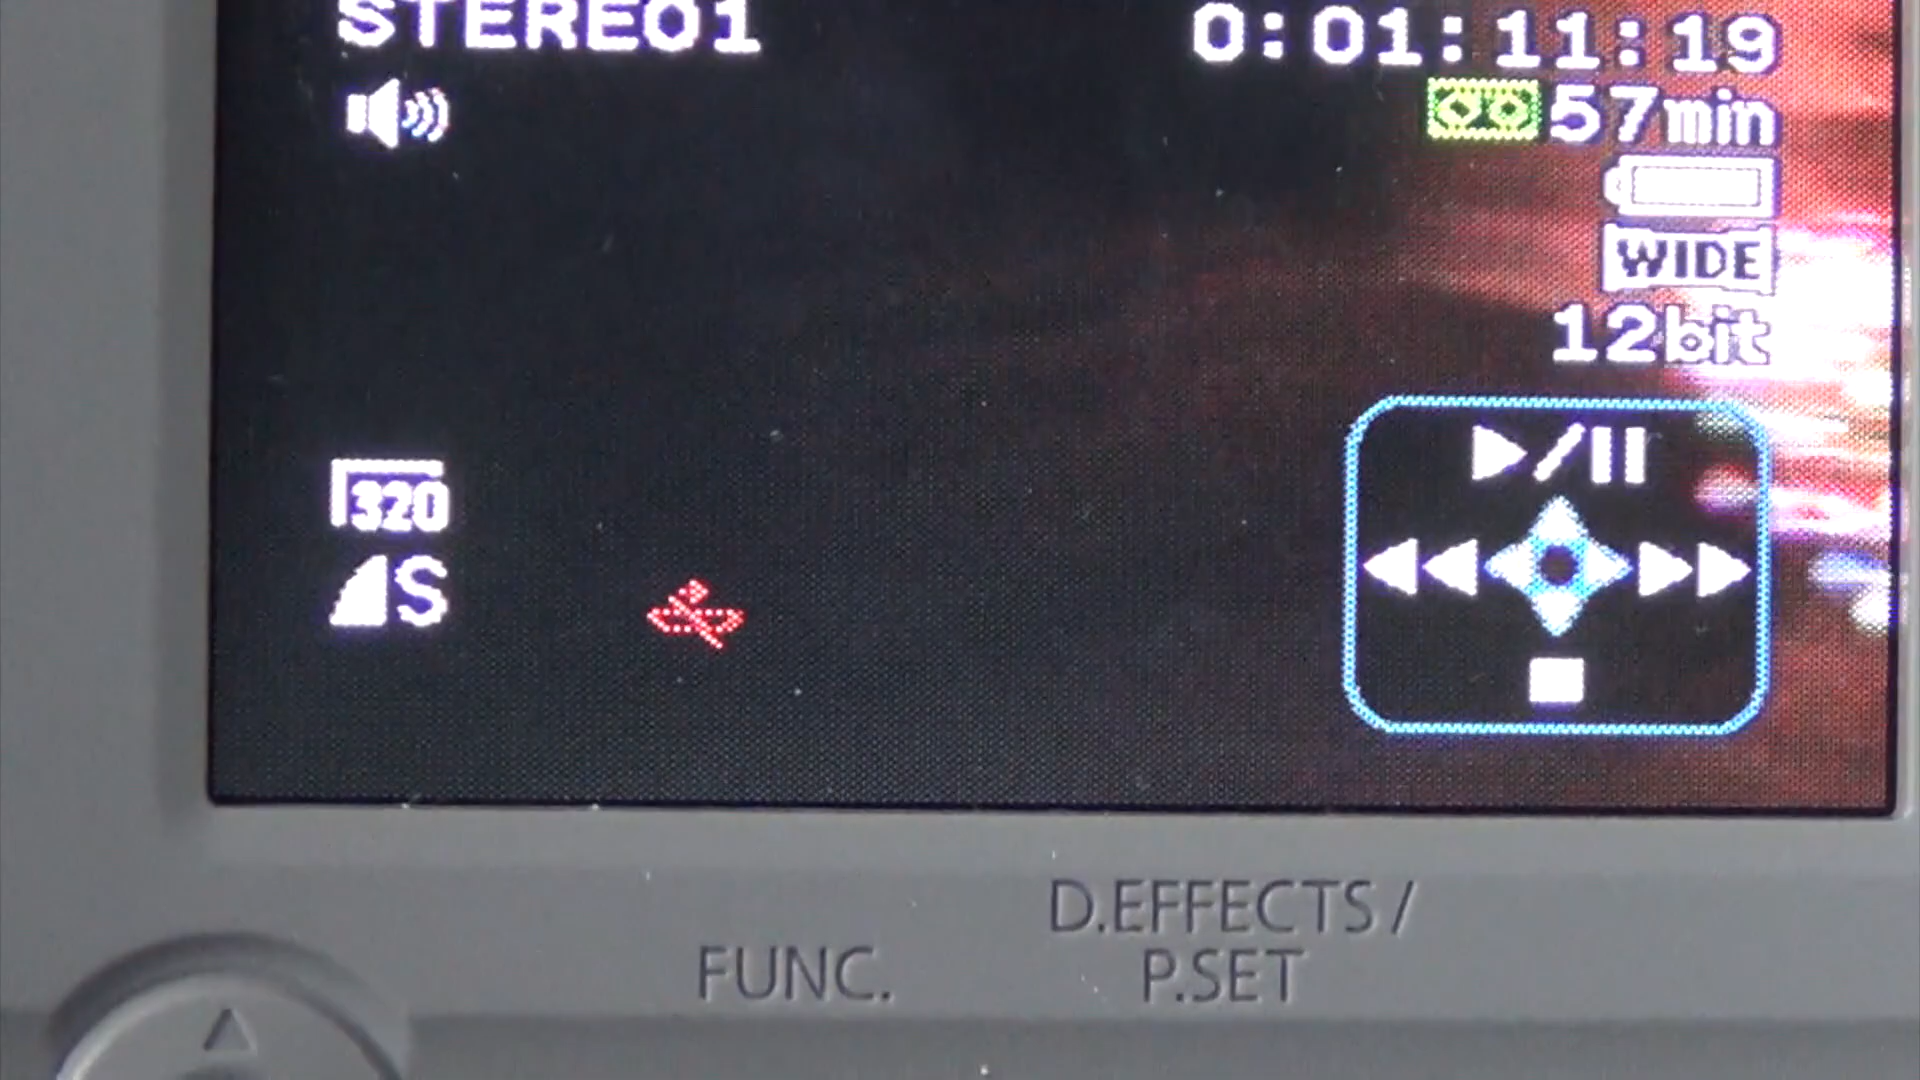 STEREO1
0:01:11:19
57min
WIDE
12bit
320
S
D.EFFECTS /
P.SET
FUNC.